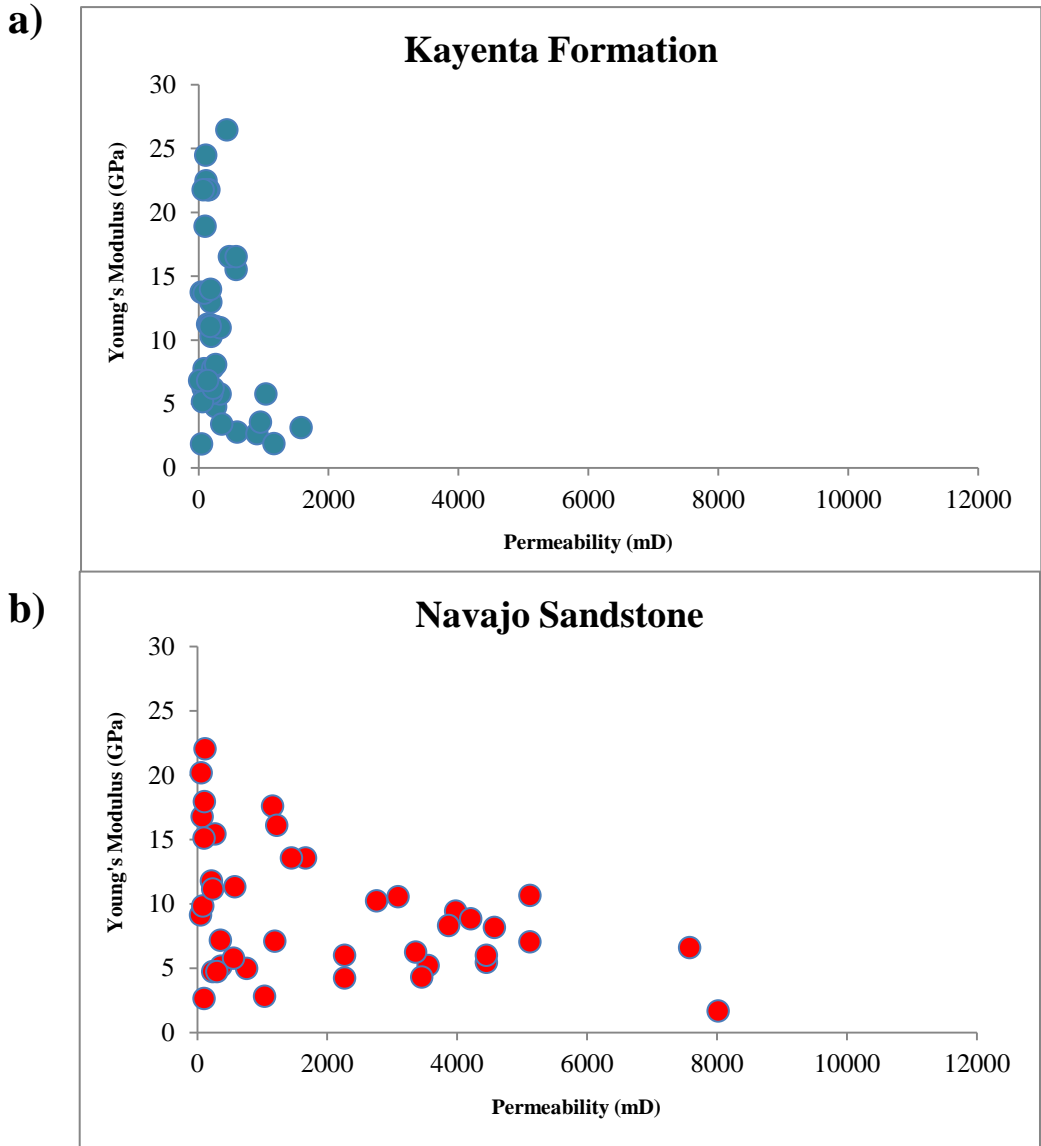 a)
Kayenta Formation
30
25
20
15
10
5
0
Young's Modulus (GPa)
0 2000 4000 6000 8000 10000 12000
Permeability (mD)
b)
Navajo Sandstone
30
25
20
15
10
5
0
Young's Modulus (GPa)
0 2000 4000 6000 8000 10000 12000
Permeability (mD)